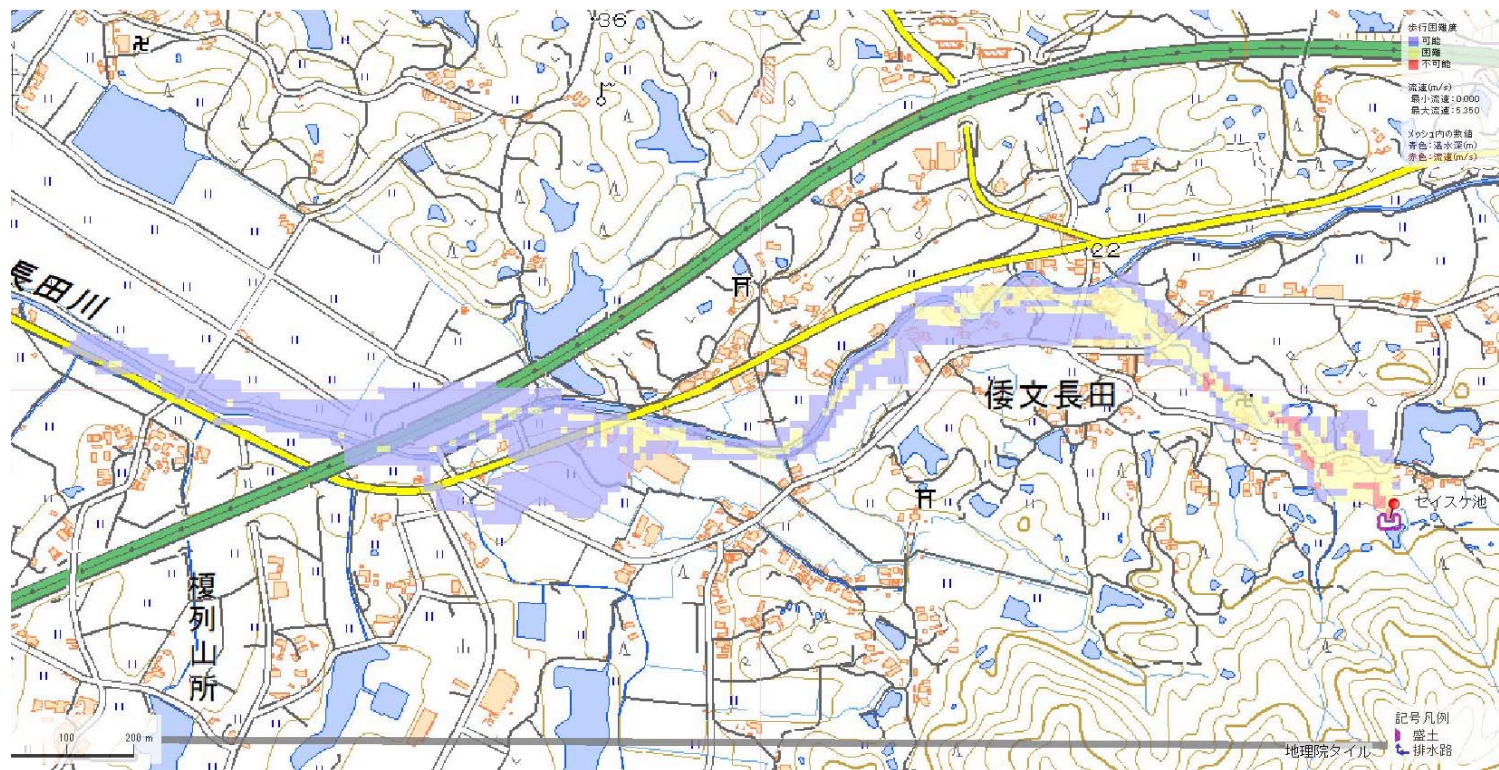 36
歩行困難度
可能
困難
不可能
流速(m/s)
最小流速:0.000
最大流速:5.350
メッシュ内の数値
青色:湛水深(m)
赤色:流速(m/s)
22
長田川
倭文長田
セイスケ池
榎列山所
100
200 m
記号凡例
盛土
排水路
地理院タイル